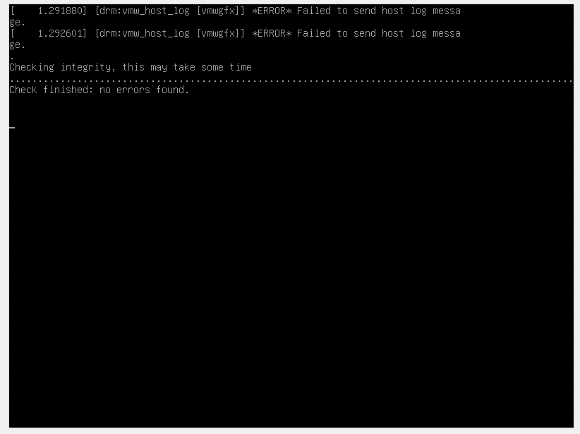 [    1.291880] [drm:vmw_host_log [vmwgfx]] *ERROR* Failed to send host log messa
ge.
[    1.292601] [drm:vmw_host_log [vmwgfx]] *ERROR* Failed to send host log messa
ge.
.
Checking integrity, this may take some time
....................................................................................................
Check finished: no errors found.